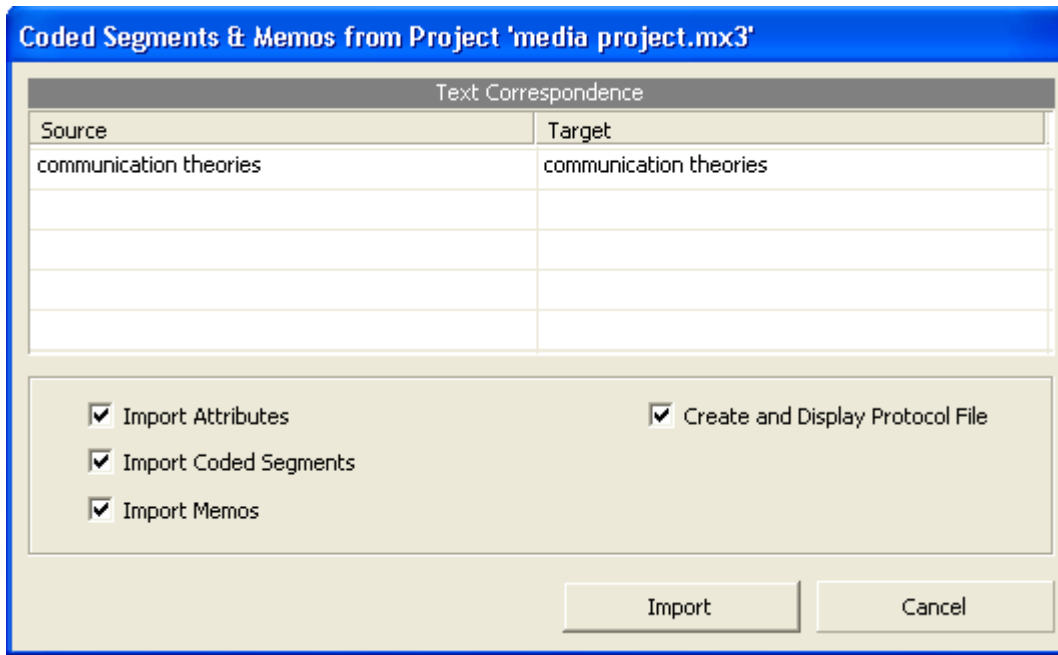 Coded Segments & Memos from Project 'media project.mx3'
Text Correspondence
Source Target
communication theories communication theories
Import Attributes Create and Display Protocol File
Import Coded Segments
Import Memos
Import Cancel